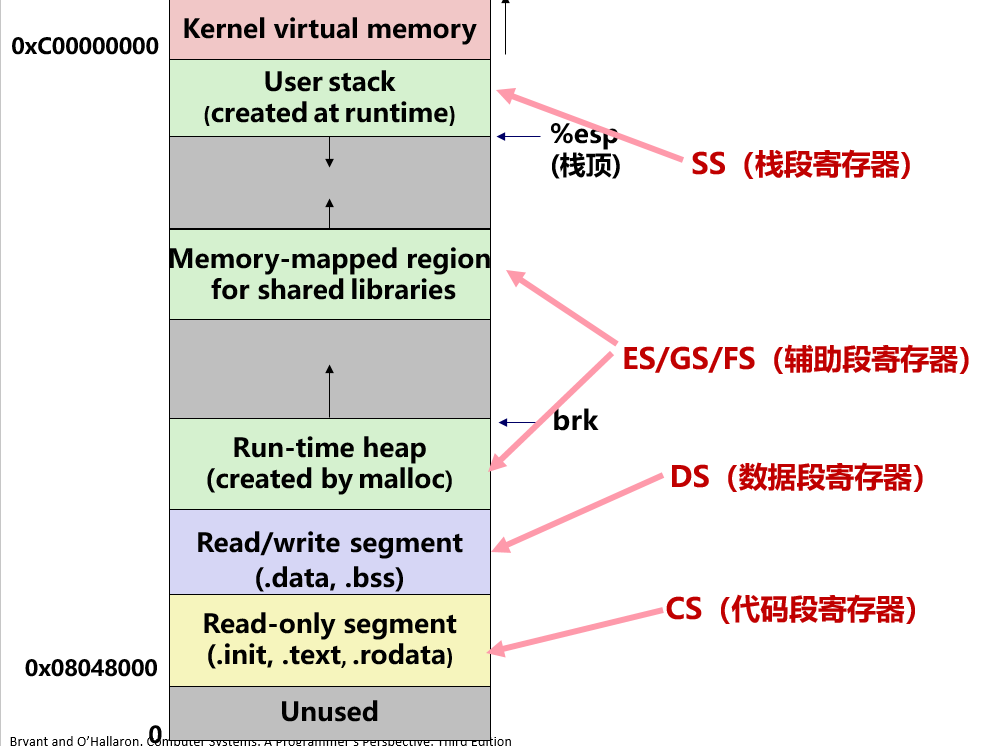 Kernel virtual memory
0xC00000000
User stack
(created at runtime)
%esp
(栈顶)
SS（栈段寄存器）
Memory-mapped region
for shared libraries
ES/GS/FS（辅助段寄存器）
brk
Run-time heap
(created by malloc)
DS（数据段寄存器）
Read/write segment
(.data, .bss)
CS（代码段寄存器）
Read-only segment
(.init, .text, .rodata)
0x08048000
Unused
0
Bryant and O'Hallaron, Computer Systems: A Programmer's Perspective, Third Edition